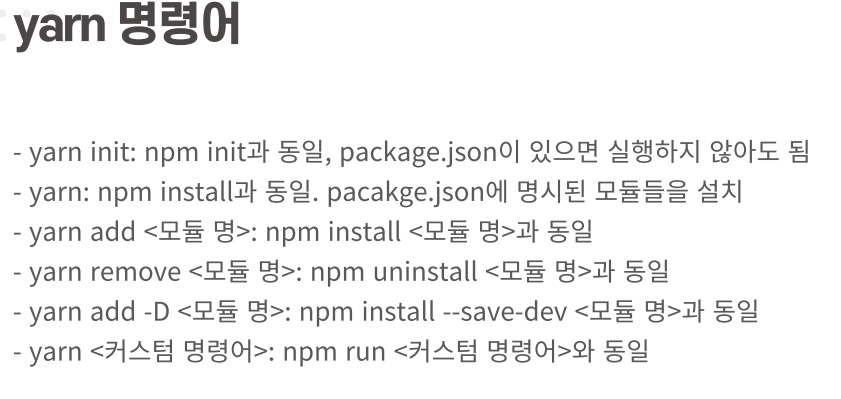 yarn 명령어
- yarn init: npm init과 동일, package.json이 있으면 실행하지 않아도 됨
- yarn: npm install과 동일. pacakge.json에 명시된 모듈들을 설치
- yarn add <모듈 명>: npm install <모듈 명>과 동일
- yarn remove <모듈 명>: npm uninstall <모듈 명>과 동일
- yarn add -D <모듈 명>: npm install --save-dev <모듈 명>과 동일
- yarn <커스텀 명령어>: npm run <커스텀 명령어>와 동일